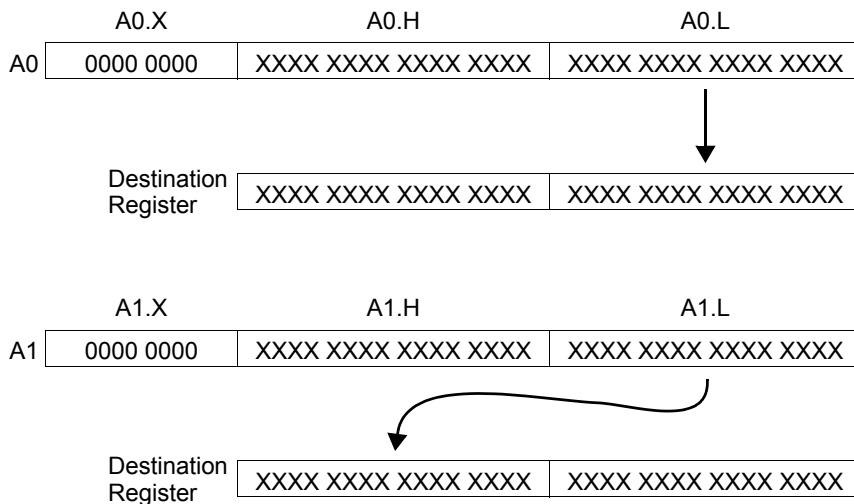 A0.X A0.H A0.L
A0 0000 0000 XXXX XXXX XXXX XXXX XXXX XXXX XXXX XXXX
Destination
Register XXXX XXXX XXXX XXXX XXXX XXXX XXXX XXXX
A1.X A1.H A1.L
A1 0000 0000 XXXX XXXX XXXX XXXX XXXX XXXX XXXX XXXX
Destination
Register XXXX XXXX XXXX XXXX XXXX XXXX XXXX XXXX